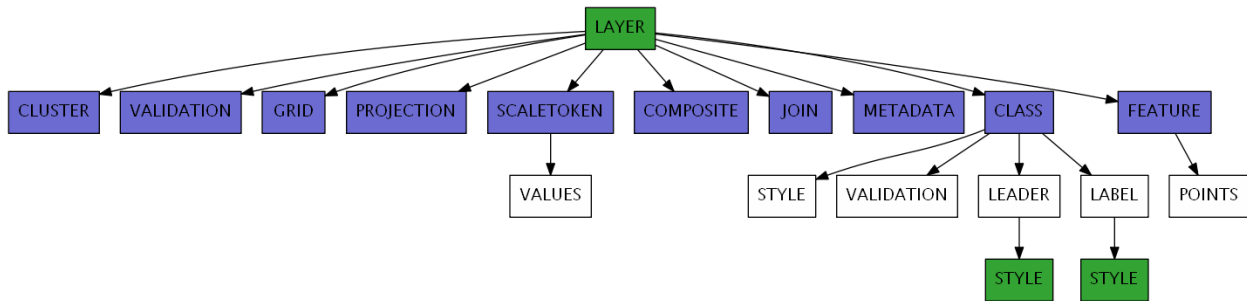 LAYER
CLUSTER
VALIDATION
GRID
PROJECTION
SCALETOKEN
COMPOSITE
JOIN
METADATA
CLASS
FEATURE
VALUES
STYLE
VALIDATION
LEADER
LABEL
POINTS
STYLE
STYLE